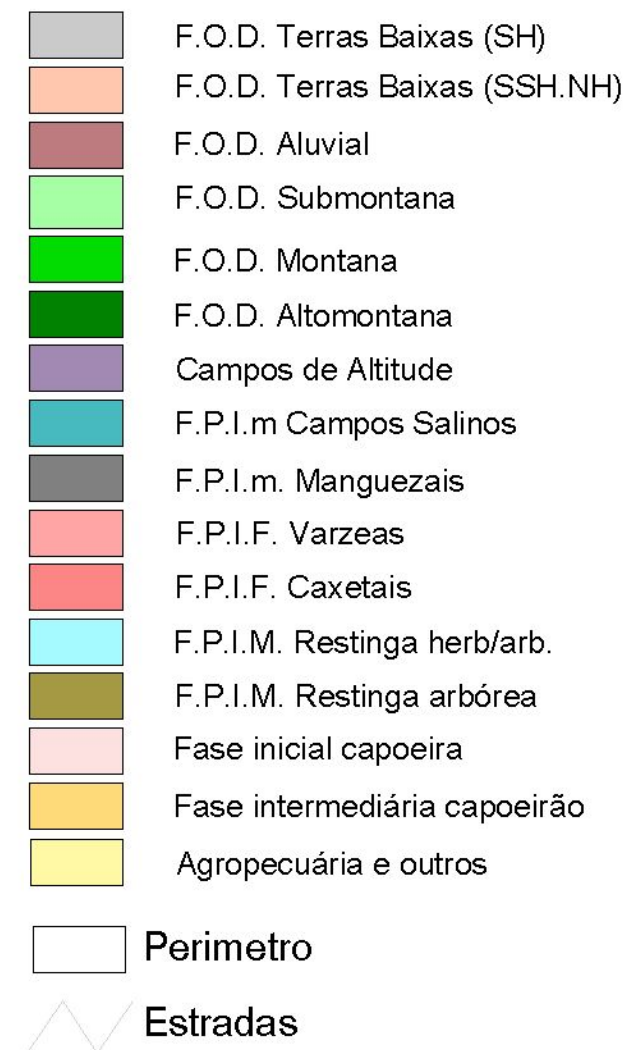 F.O.D. Terras Baixas (SH)
F.O.D. Terras Baixas (SSH.NH)
F.O.D. Aluvial
F.O.D. Submontana
F.O.D. Montana
F.O.D. Altomontana
Campos de Altitude
F.P.I.m Campos Salinos
F.P.I.m. Manguezais
F.P.I.F. Varzeas
F.P.I.F. Caxetais
F.P.I.M. Restinga herb/arb.
F.P.I.M. Restinga arbórea
Fase inicial capoeira
Fase intermediária capoeirão
Agropecuária e outros
Perimetro
Estradas